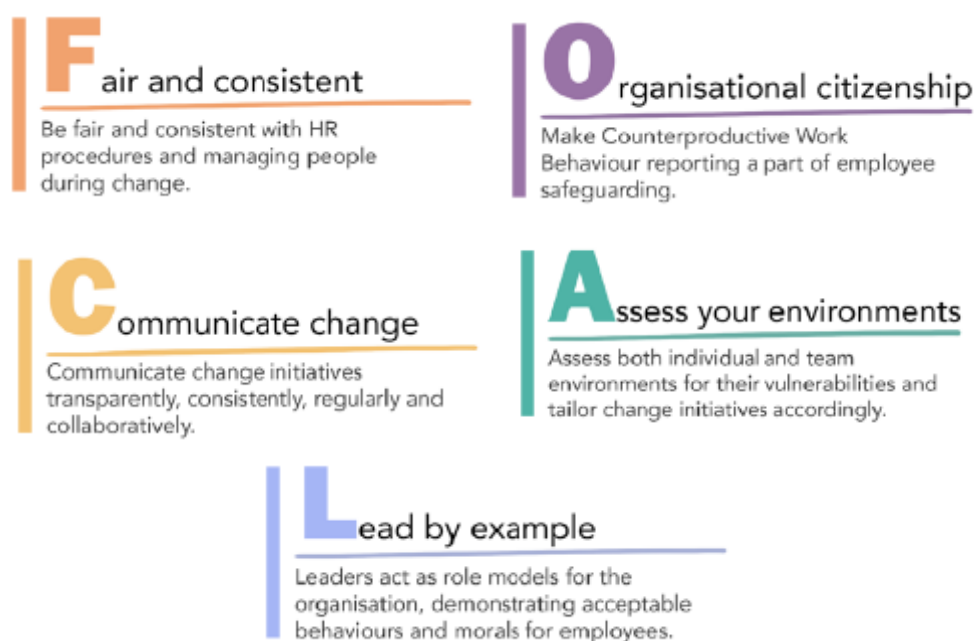 Fair and consistent
Be fair and consistent with HR
procedures and managing people
during change.
Organisational citizenship
Make Counterproductive Work
Behaviour reporting a part of employee
safeguarding.
Communicate change
Communicate change initiatives
transparently, consistently, regularly and
collaboratively.
Assess your environments
Assess both individual and team
environments for their vulnerabilities and
tailor change initiatives accordingly.
Lead by example
Leaders act as role models for the
organisation, demonstrating acceptable
behaviours and morals for employees.